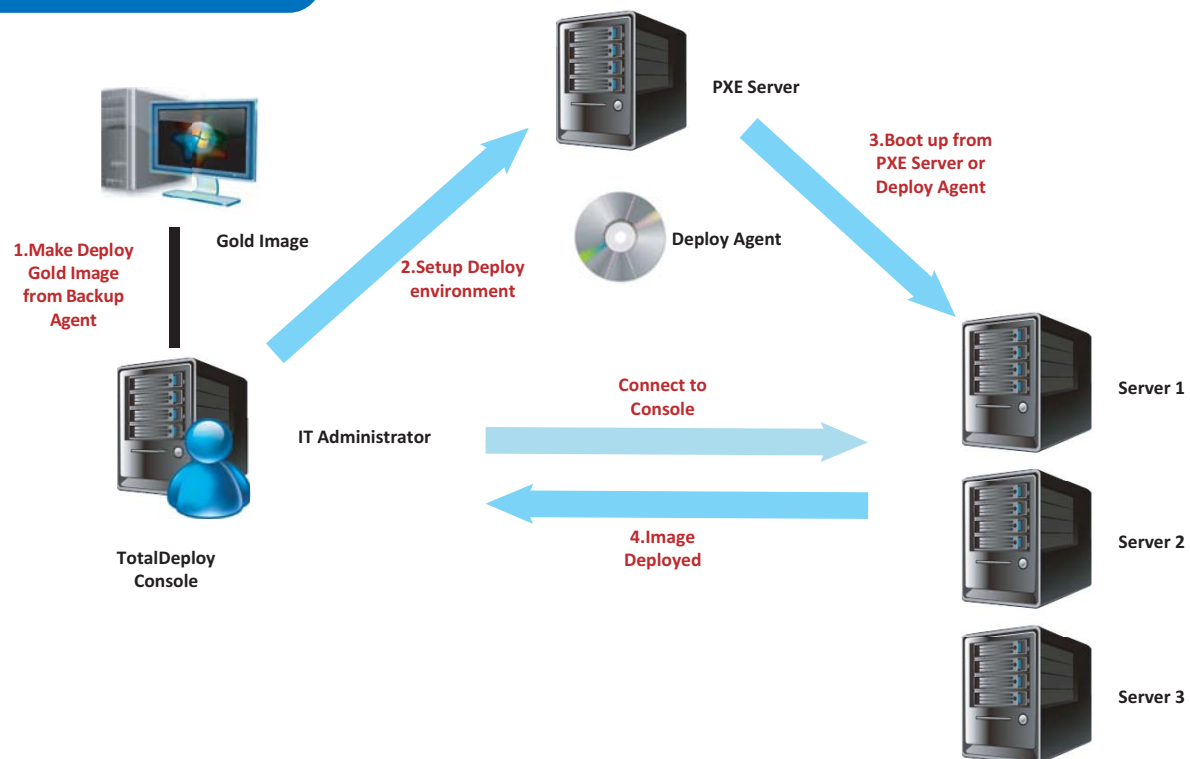 PXE Server
3.Boot up from
PXE Server or
Deploy Agent
Gold Image
1.Make Deploy
Gold Image
from Backup
Agent
Deploy Agent
2.Setup Deploy
environment
Connect to
Console
Server 1
IT Administrator
4.Image
Deployed
Server 2
TotalDeploy
Console
Server 3